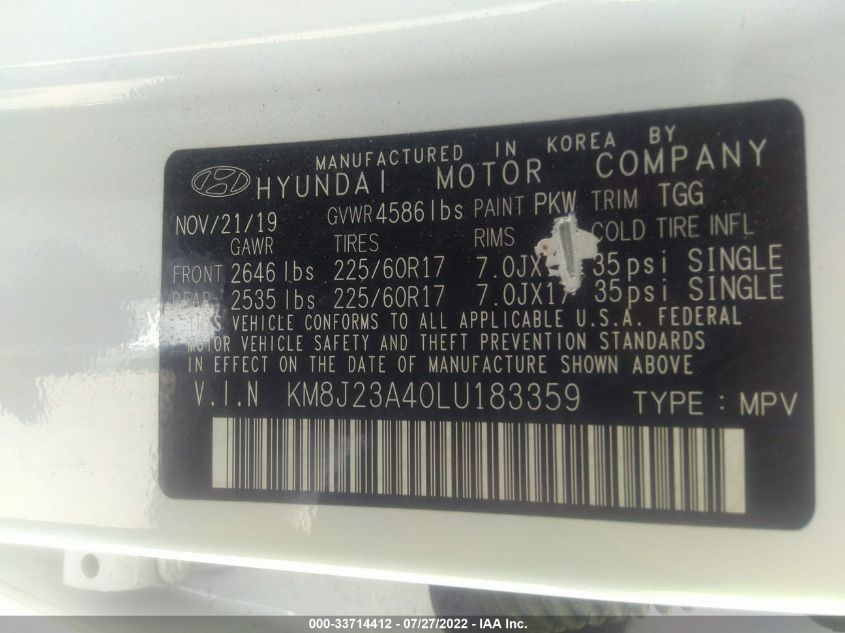 MANUFACTURED IN KOREA BY
HYUNDAI MOTOR COMPANY
NOV/21/19 GVWR 4586 lbs PAINT PKW TRIM TGG
GAWR TIRES RIMS COLD TIRE INFL
FRONT 2646 lbs 225/60R17 7.0JX 35psi SINGLE
REAR 2535 lbs 225/60R17 7.0JX17 35psi SINGLE
THIS VEHICLE CONFORMS TO ALL APPLICABLE U.S.A. FEDERAL
MOTOR VEHICLE SAFETY AND THEFT PREVENTION STANDARDS
IN EFFECT ON THE DATE OF MANUFACTURE SHOWN ABOVE
V.I.N KM8J23A40LU183359 TYPE : MPV
000-33714412 - 07/27/2022 - IAA Inc.